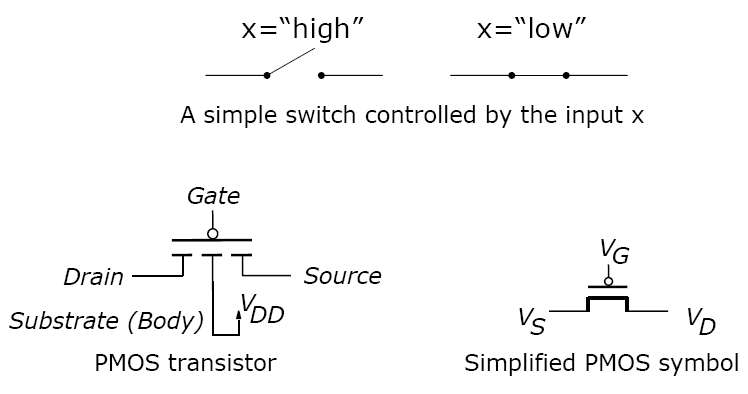 x=“high” x=“low”
A simple switch controlled by the input x
Gate
Drain Source
VDD
Substrate (Body)
PMOS transistor
VG
VS VD
Simplified PMOS symbol